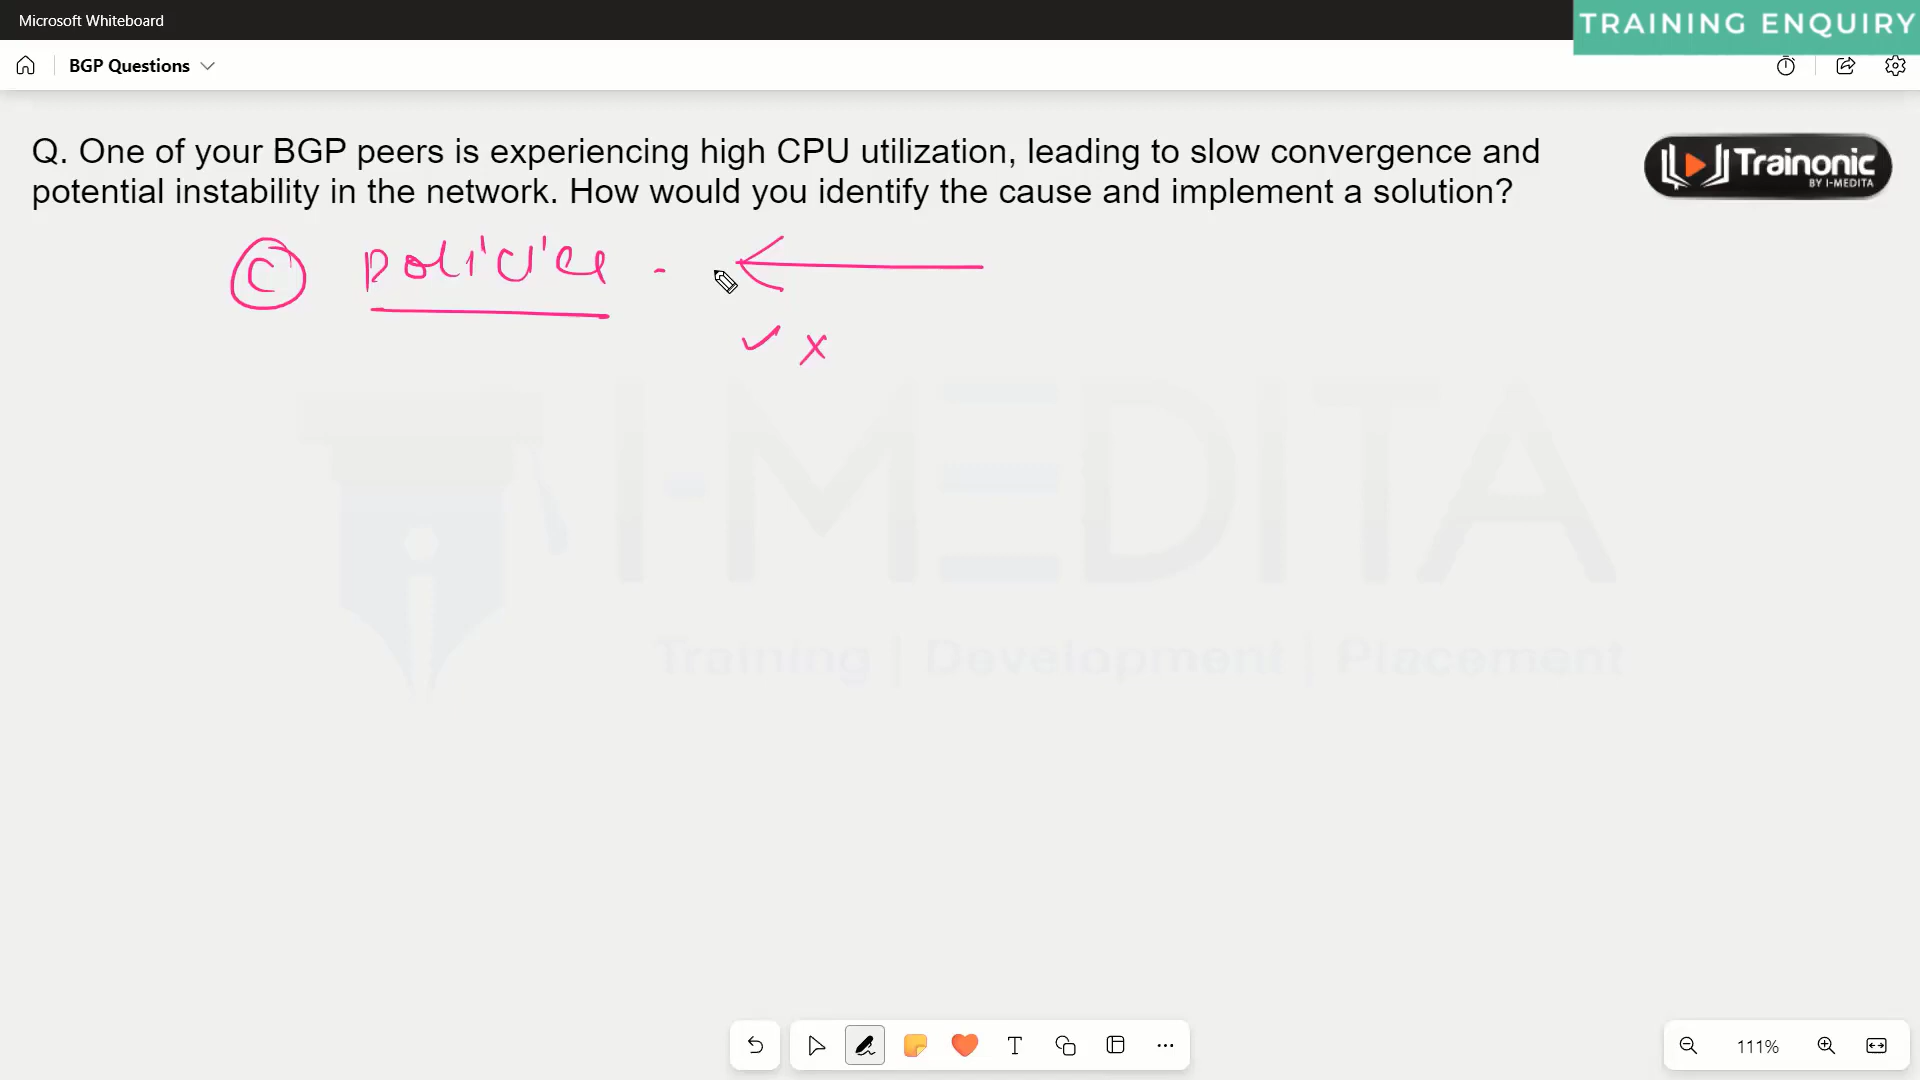 Microsoft Whiteboard
TRAINING ENQUIRY
BGP Questions
Q. One of your BGP peers is experiencing high CPU utilization, leading to slow convergence and
potential instability in the network. How would you identify the cause and implement a solution?
Trainonic
BY I-MEDITA
C policies -
✓ x
I-MEDITA
Training | Development | Placement
111%